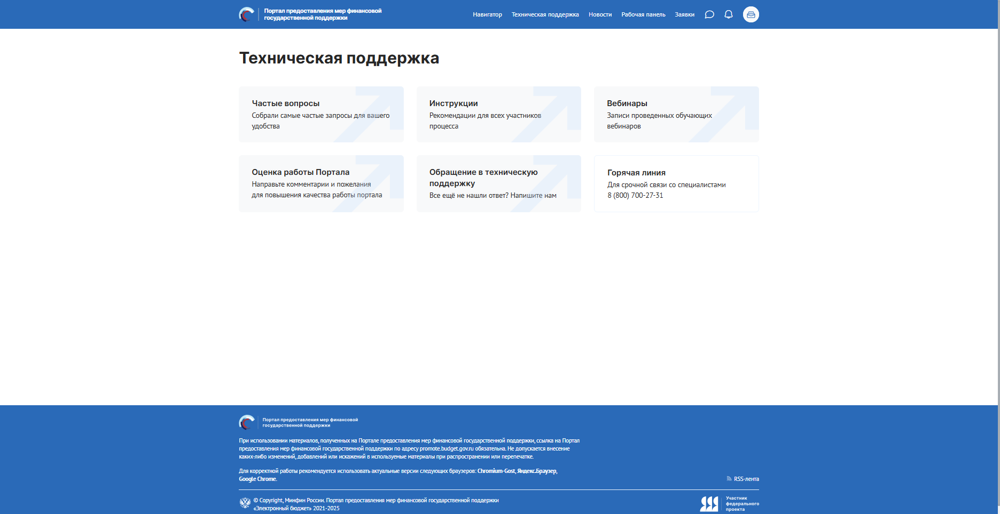 Портал предоставления мер финансовой
государственной поддержки
Навигатор Техническая поддержка Новости Рабочая панель Заявки
Техническая поддержка
Частые вопросы
Собрали самые частые запросы для вашего
удобства
Инструкции
Рекомендации для всех участников
процесса
Вебинары
Записи проведенных обучающих
вебинаров
Оценка работы Портала
Направьте комментарии и пожелания
для повышения качества работы портала
Обращение в техническую
поддержку
Все ещё не нашли ответ? Напишите нам
Горячая линия
Для срочной связи со специалистами
8 (800) 700-27-31
Портал предоставления мер финансовой
государственной поддержки
При использовании материалов, полученных на Портале предоставления мер финансовой государственной поддержки, ссылка на Портал
предоставления мер финансовой государственной поддержки по адресу promote.budget.gov.ru обязательна. Не допускается внесение
каких-либо изменений, добавлений или искажений в используемые материалы при распространении или перепечатке.
Для корректной работы рекомендуется использовать актуальные версии следующих браузеров: Chromium-Gost, Яндекс.Браузер,
Google Chrome.
RSS-лента
© Copyright, Минфин России. Портал предоставления мер финансовой государственной поддержки
«Электронный бюджет» 2021-2025
Участник
федерального
проекта